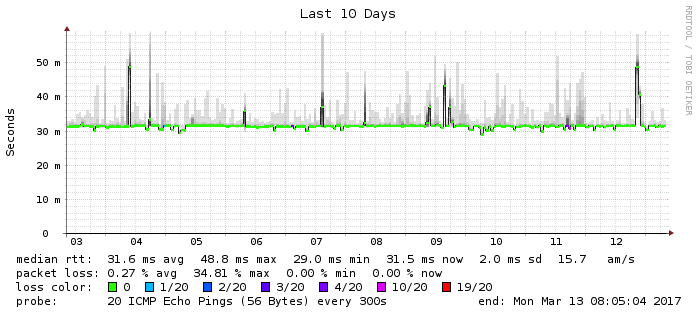 Last 10 Days
RRDTOOL / TOBI OETIKER
Seconds
50 m
40 m
30 m
20 m
10 m
0
03 04 05 06 07 08 09 10 11 12
median rtt: 31.6 ms avg 48.8 ms max 29.0 ms min 31.5 ms now 2.0 ms sd 15.7 am/s
packet loss: 0.27 % avg 34.81 % max 0.00 % min 0.00 % now
loss color: 0 1/20 2/20 3/20 4/20 10/20 19/20
probe: 20 ICMP Echo Pings (56 Bytes) every 300s end: Mon Mar 13 08:05:04 2017